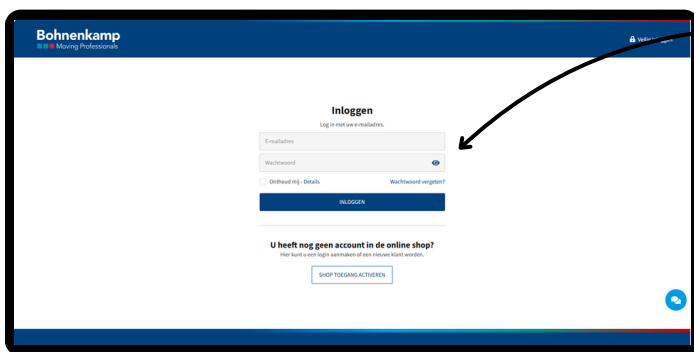 Bohnenkamp
Moving Professionals
Inloggen
Log in met uw e-mailadres.
E-mailadres
Wachtwoord
Onthoud mij - Details
Wachtwoord vergeten?
INLOGGEN
U heeft nog geen account in de online shop?
Hier kunt u een login aanmaken of een nieuwe klant worden.
SHOP TOEGANG ACTIVEREN